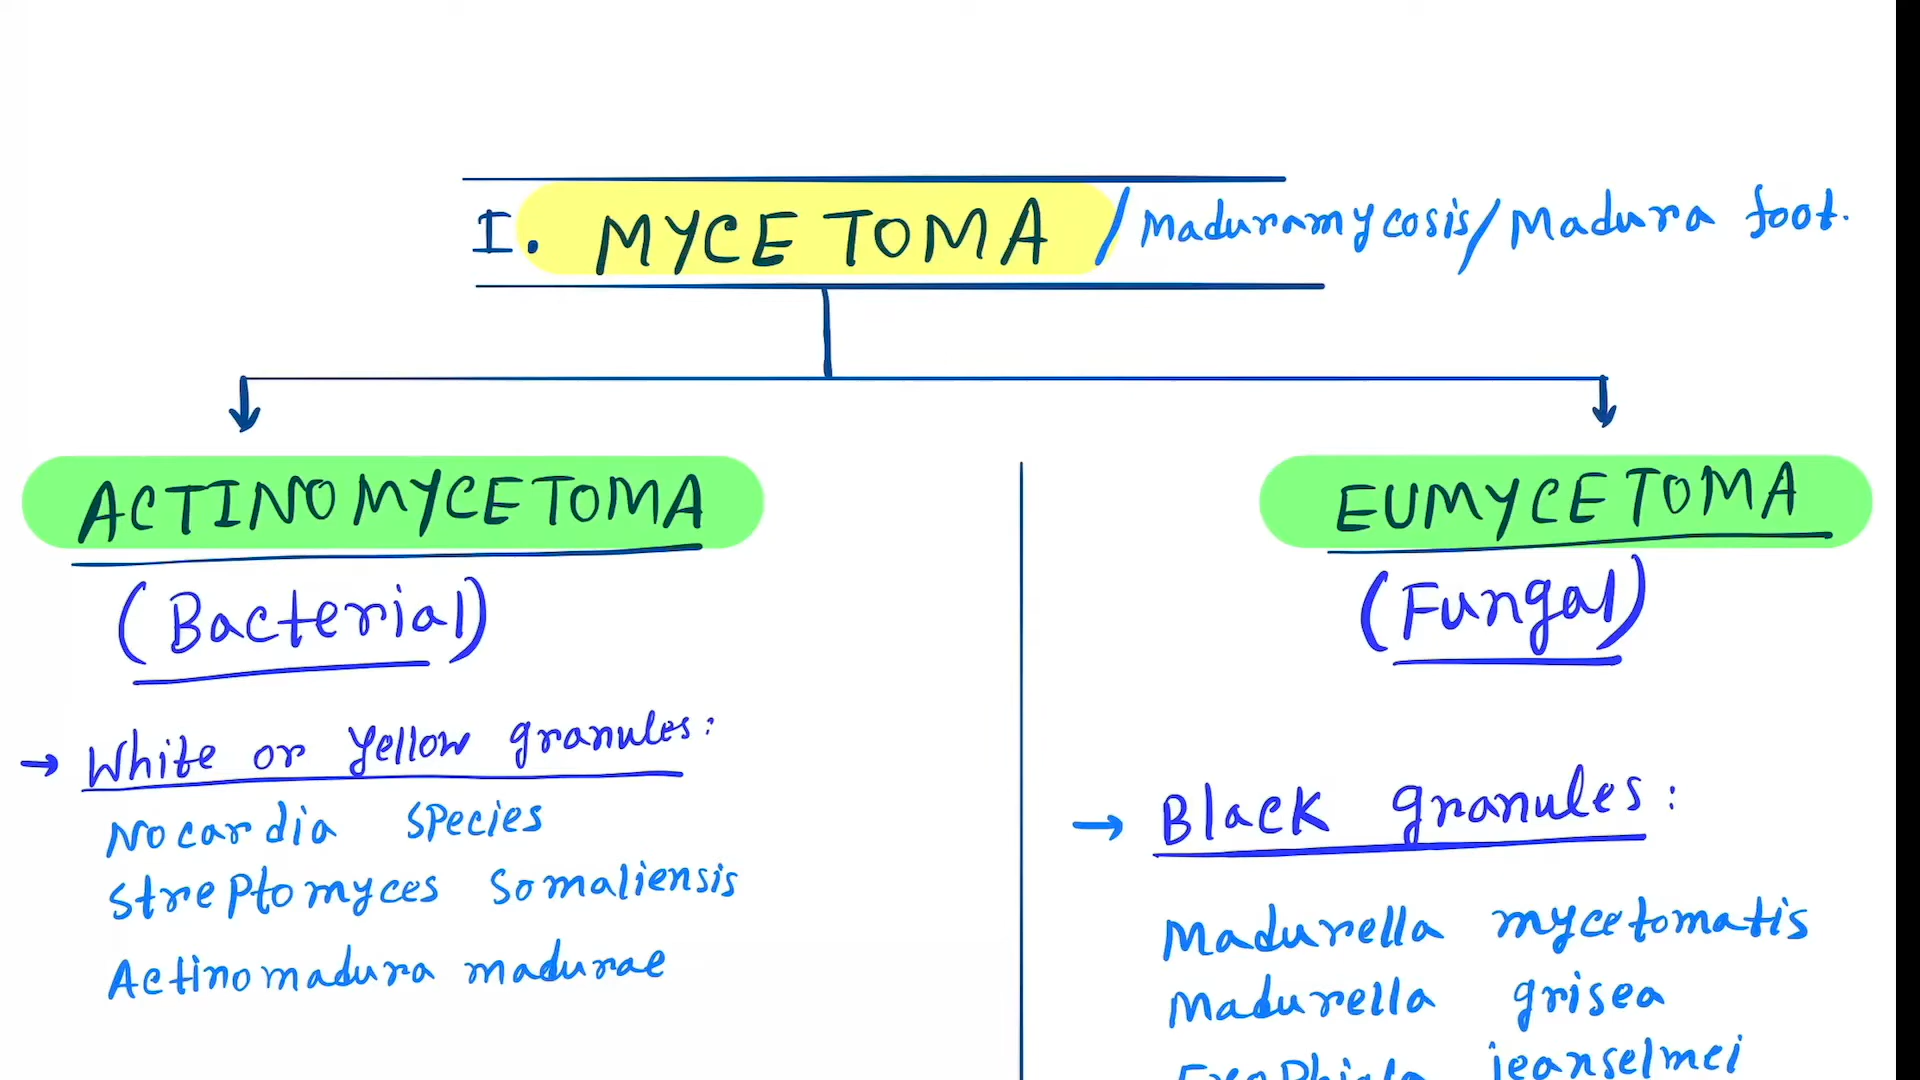 I. MYCETOMA / Maduramycosis / Madura foot.
ACTINOMYCETOMA
(Bacterial)
→ White or Yellow granules:
Nocardia species
Streptomyces Somaliensis
Actinomadura madurae
EUMYCETOMA
(Fungal)
→ Black granules:
Madurella mycetomatis
Madurella grisea
Exophiala jeanselmei